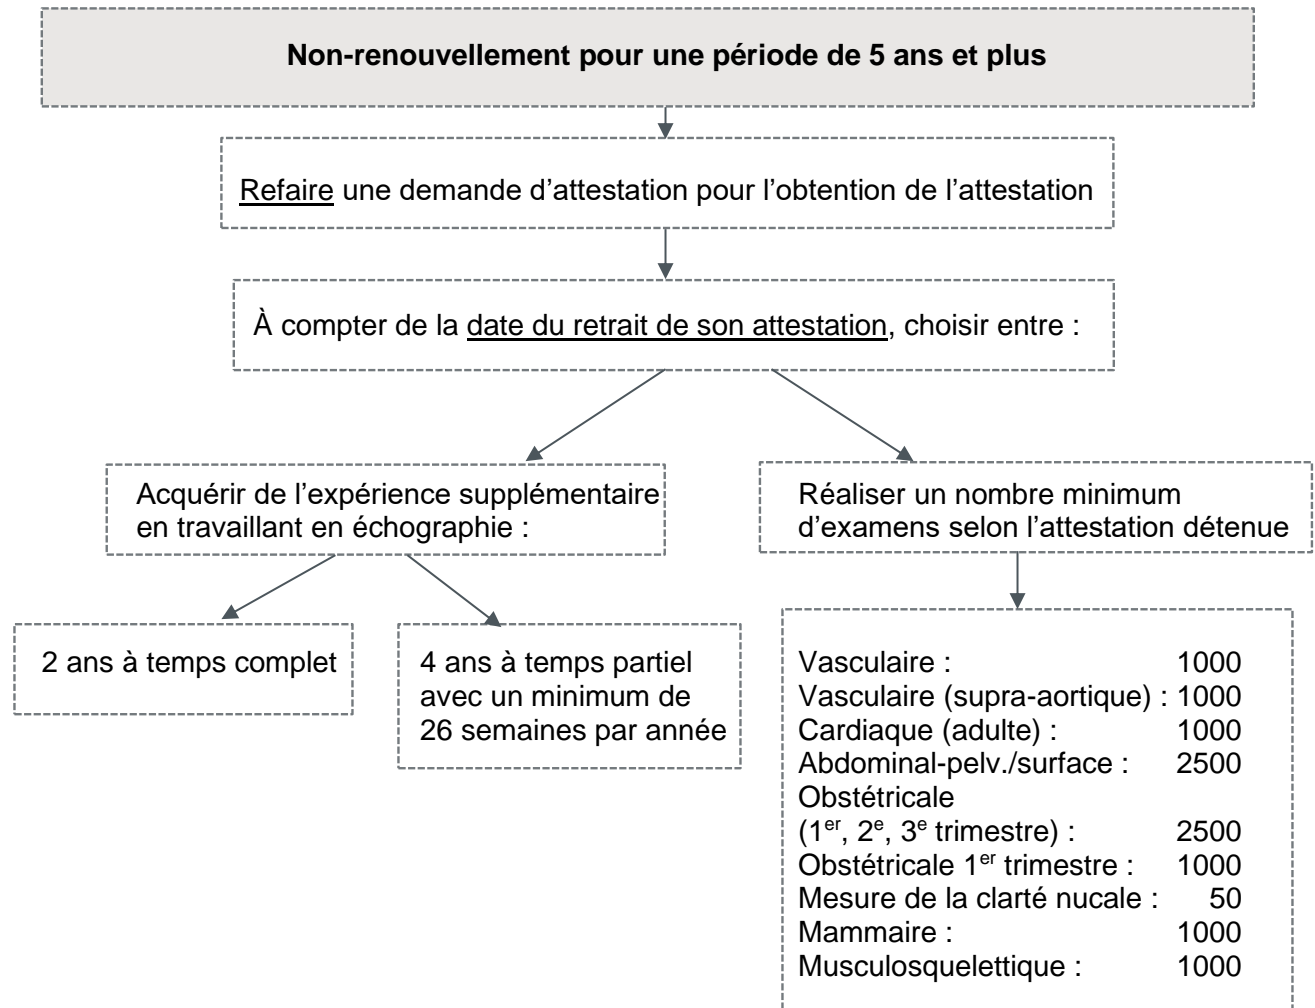 Non-renouvellement pour une période de 5 ans et plus
Refaire une demande d’attestation pour l’obtention de l’attestation
À compter de la date du retrait de son attestation, choisir entre :
Acquérir de l’expérience supplémentaire
en travaillant en échographie :
Réaliser un nombre minimum
d’examens selon l’attestation détenue
2 ans à temps complet
4 ans à temps partiel
avec un minimum de
26 semaines par année
Vasculaire : 1000
Vasculaire (supra-aortique) : 1000
Cardiaque (adulte) : 1000
Abdominal-pelv./surface : 2500
Obstétricale
(1er, 2e, 3e trimestre) : 2500
Obstétricale 1er trimestre : 1000
Mesure de la clarté nucale : 50
Mammaire : 1000
Musculosquelettique : 1000